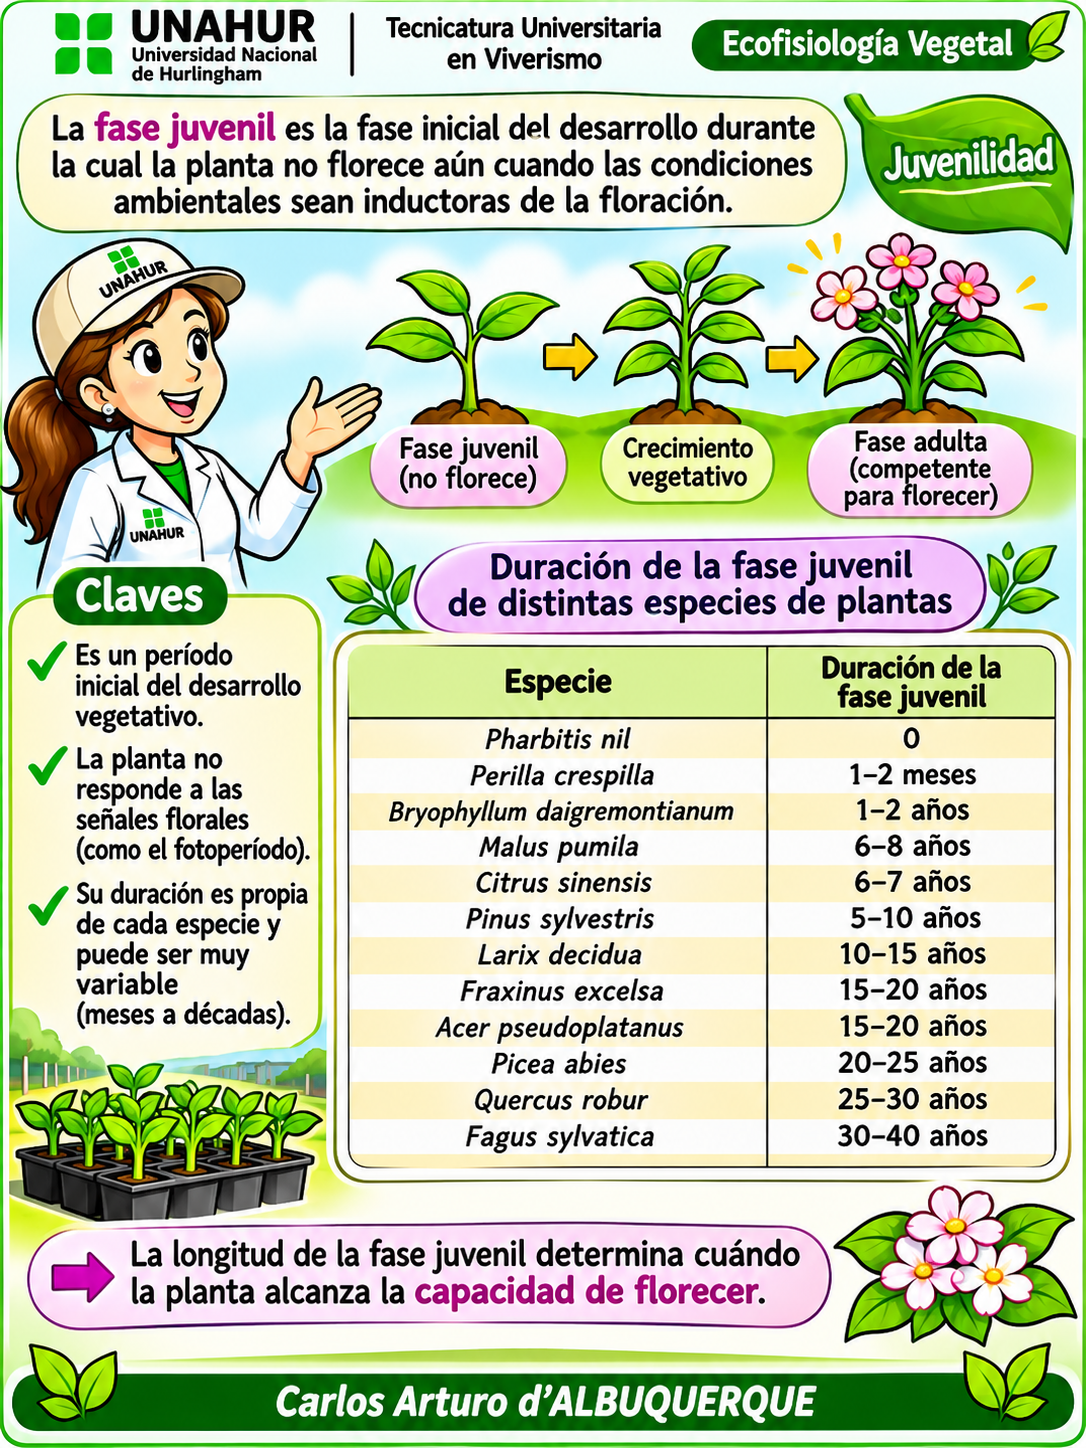 UNAHUR
Universidad Nacional
de Hurlingham
Tecnicatura Universitaria
en Viverismo
Ecofisiología Vegetal
La fase juvenil es la fase inicial del desarrollo durante
la cual la planta no florece aún cuando las condiciones
ambientales sean inductoras de la floración.
Juvenilidad
UNAHUR
UNAHUR
Fase juvenil
(no florece)
Crecimiento
vegetativo
Fase adulta
(competente
para florecer)
Claves
Es un período
inicial del desarrollo
vegetativo.
La planta no
responde a las
señales florales
(como el fotoperíodo).
Su duración es propia
de cada especie y
puede ser muy
variable
(meses a décadas).
Duración de la fase juvenil
de distintas especies de plantas
Especie
Duración de la
fase juvenil
Pharbitis nil 0
Perilla crespilla 1–2 meses
Bryophyllum daigremontianum 1–2 años
Malus pumila 6–8 años
Citrus sinensis 6–7 años
Pinus sylvestris 5–10 años
Larix decidua 10–15 años
Fraxinus excelsa 15–20 años
Acer pseudoplatanus 15–20 años
Picea abies 20–25 años
Quercus robur 25–30 años
Fagus sylvatica 30–40 años
La longitud de la fase juvenil determina cuándo
la planta alcanza la capacidad de florecer.
Carlos Arturo d'ALBUQUERQUE